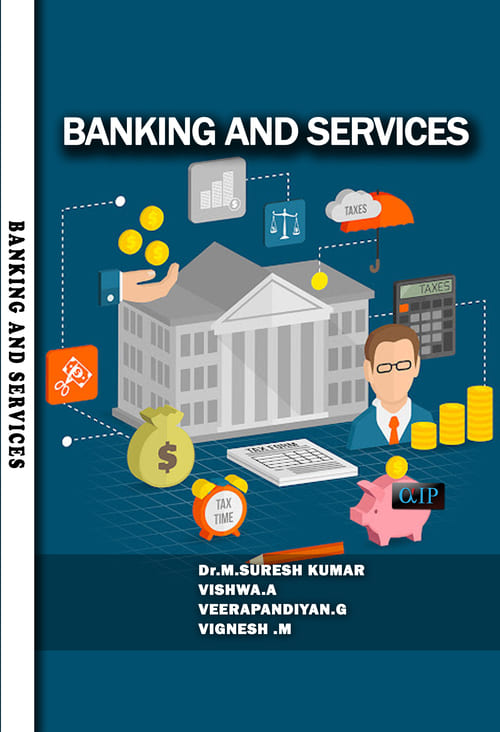 BANKING AND SERVICES
BANKING AND SERVICES
TAXES
TAXES
TAX FORM
TAX
TIME
$
αIP
Dr.M.SURESH KUMAR
VISHWA.A
VEERAPANDIYAN.G
VIGNESH .M